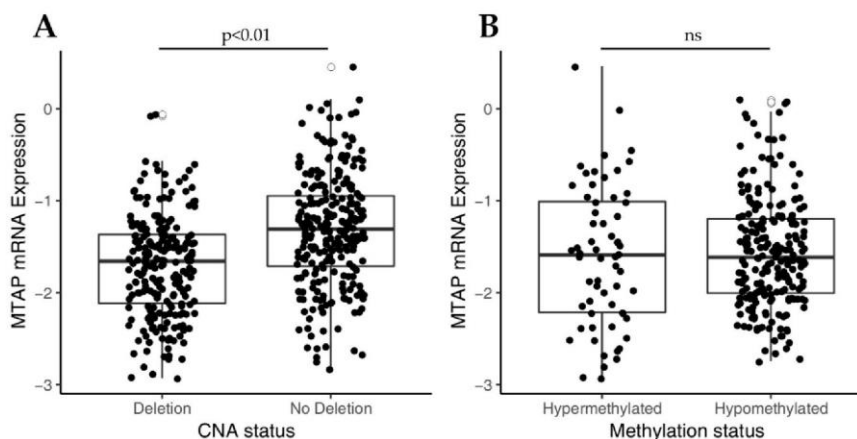 A
p<0.01
MTAP mRNA Expression
0
−1
−2
−3
Deletion
No Deletion
CNA status
B
ns
MTAP mRNA Expression
0
−1
−2
−3
Hypermethylated
Hypomethylated
Methylation status